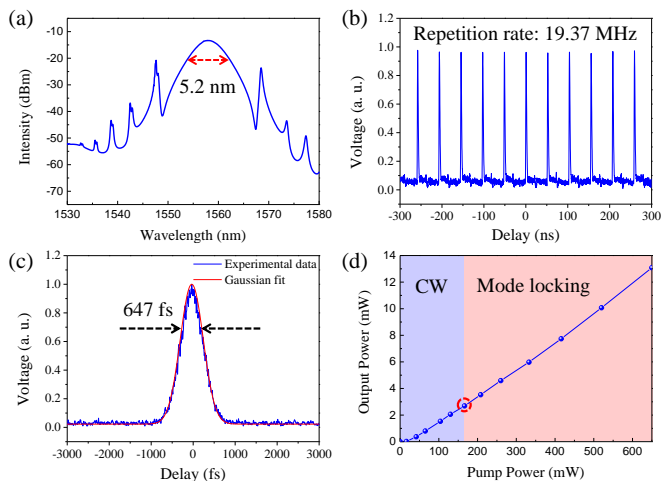 (a)
-10
-20
-30
-40
-50
-60
-70
Intensity (dBm)
5.2 nm
1530
1540
1550
1560
1570
1580
Wavelength (nm)
(b)
Repetition rate: 19.37 MHz
1.2
1.0
0.8
0.6
0.4
0.2
0.0
Voltage (a. u.)
-300
-200
-100
0
100
200
300
Delay (ns)
(c)
1.2
1.0
0.8
0.6
0.4
0.2
0.0
Voltage (a. u.)
Experimental data
Gaussian fit
647 fs
-3000
-2000
-1000
0
1000
2000
3000
Delay (fs)
(d)
14
12
10
8
6
4
2
0
Output Power (mW)
CW
Mode locking
0
100
200
300
400
500
600
Pump Power (mW)